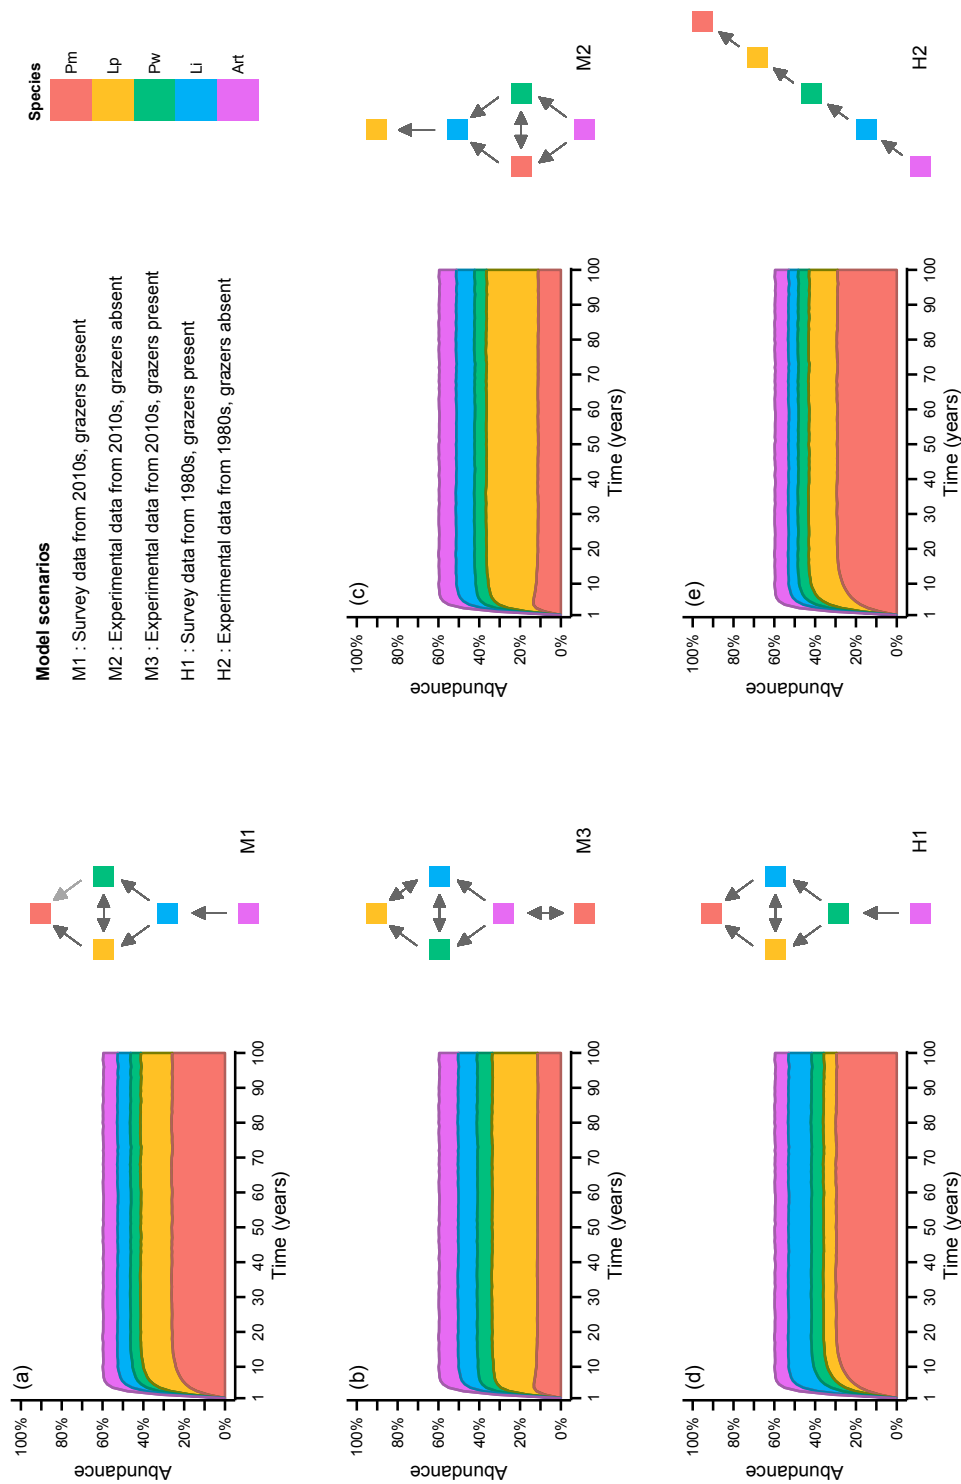 (a)
Abundance
100%
80%
60%
40%
20%
0%
1 10 20 30 40 50 60 70 80 90 100
Time (years)
M1
Model scenarios
M1 : Survey data from 2010s, grazers present
M2 : Experimental data from 2010s, grazers absent
M3 : Experimental data from 2010s, grazers present
H1 : Survey data from 1980s, grazers present
H2 : Experimental data from 1980s, grazers absent
Species
Pm
Lp
Pw
Li
Art
(b)
Abundance
100%
80%
60%
40%
20%
0%
1 10 20 30 40 50 60 70 80 90 100
Time (years)
M3
(c)
Abundance
100%
80%
60%
40%
20%
0%
1 10 20 30 40 50 60 70 80 90 100
Time (years)
M2
(d)
Abundance
100%
80%
60%
40%
20%
0%
1 10 20 30 40 50 60 70 80 90 100
Time (years)
H1
(e)
Abundance
100%
80%
60%
40%
20%
0%
1 10 20 30 40 50 60 70 80 90 100
Time (years)
H2